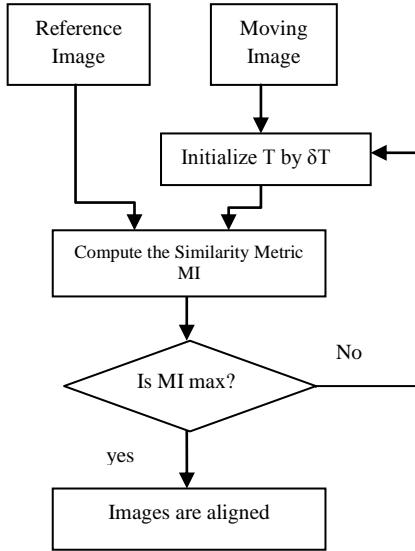 Reference
Image
Moving
Image
Initialize T by δT
Compute the Similarity Metric
MI
Is MI max?
No
yes
Images are aligned